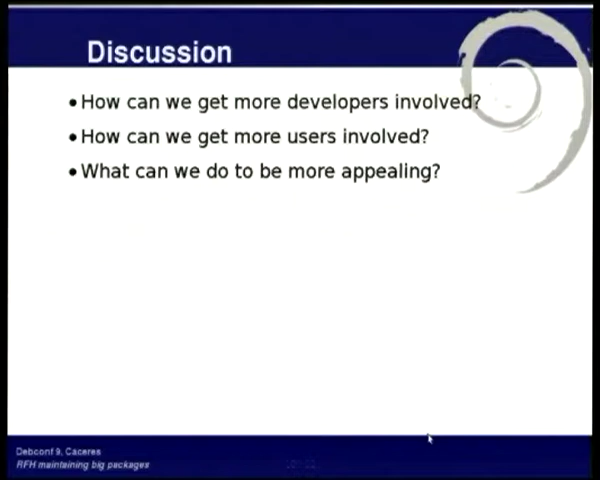 Discussion
•How can we get more developers involved?
•How can we get more users involved?
•What can we do to be more appealing?
Debconf 9, Caceres
RFH maintaining big packages